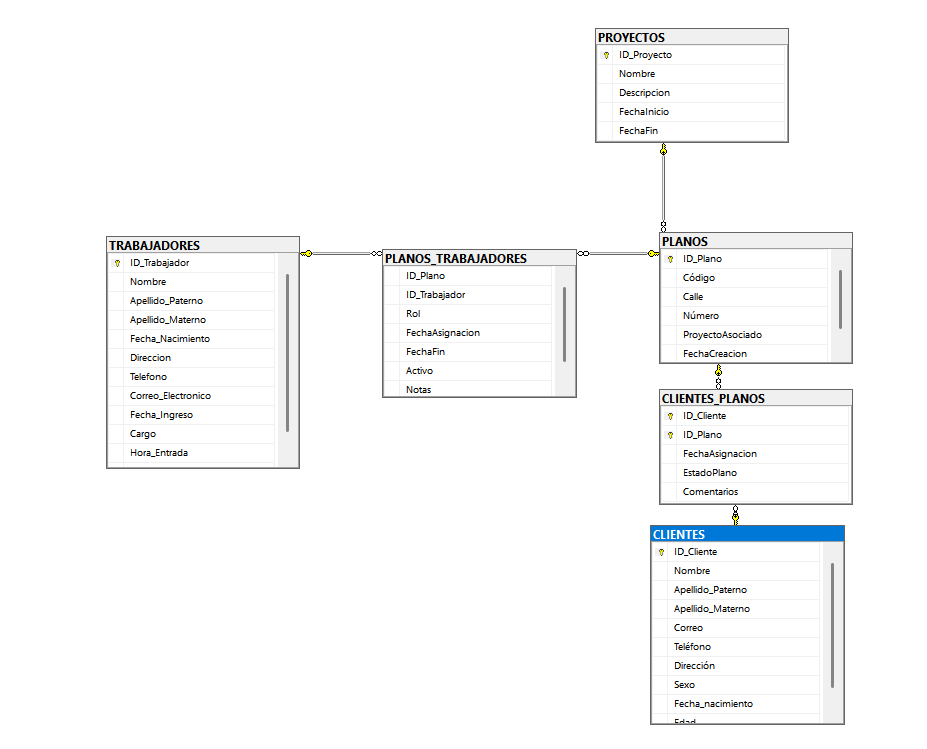 PROYECTOS
ID_Proyecto
Nombre
Descripcion
FechaInicio
FechaFin
TRABAJADORES
ID_Trabajador
Nombre
Apellido_Paterno
Apellido_Materno
Fecha_Nacimiento
Direccion
Telefono
Correo_Electronico
Fecha_Ingreso
Cargo
Hora_Entrada
PLANOS_TRABAJADORES
ID_Plano
ID_Trabajador
Rol
FechaAsignacion
FechaFin
Activo
Notas
PLANOS
ID_Plano
Código
Calle
Número
ProyectoAsociado
FechaCreacion
CLIENTES_PLANOS
ID_Cliente
ID_Plano
FechaAsignacion
EstadoPlano
Comentarios
CLIENTES
ID_Cliente
Nombre
Apellido_Paterno
Apellido_Materno
Correo
Teléfono
Dirección
Sexo
Fecha_nacimiento
Edad